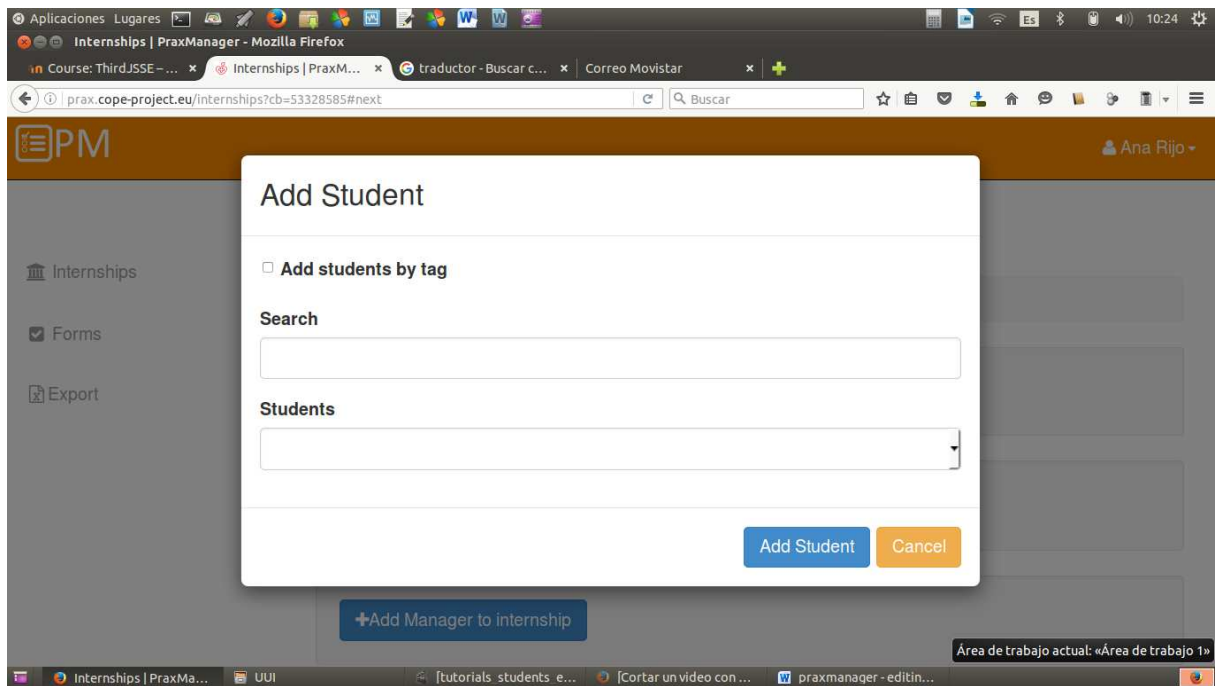 Aplicaciones Lugares
Es 10:24
Internships | PraxManager - Mozilla Firefox
Course: ThirdJSSE – ... × Internships | PraxM... × traductor - Buscar c... × Correo Movistar ×
prax.cope-project.eu/internships?cb=53328585#next Buscar
PM Ana Rijo
Add Student
Internships
Add students by tag
Search
Forms
Export
Students
Add Student Cancel
+Add Manager to internship
Área de trabajo actual: «Área de trabajo 1»
Internships | PraxMa... UUI [tutorials_students_e... [Cortar un video con ... praxmanager - editin...